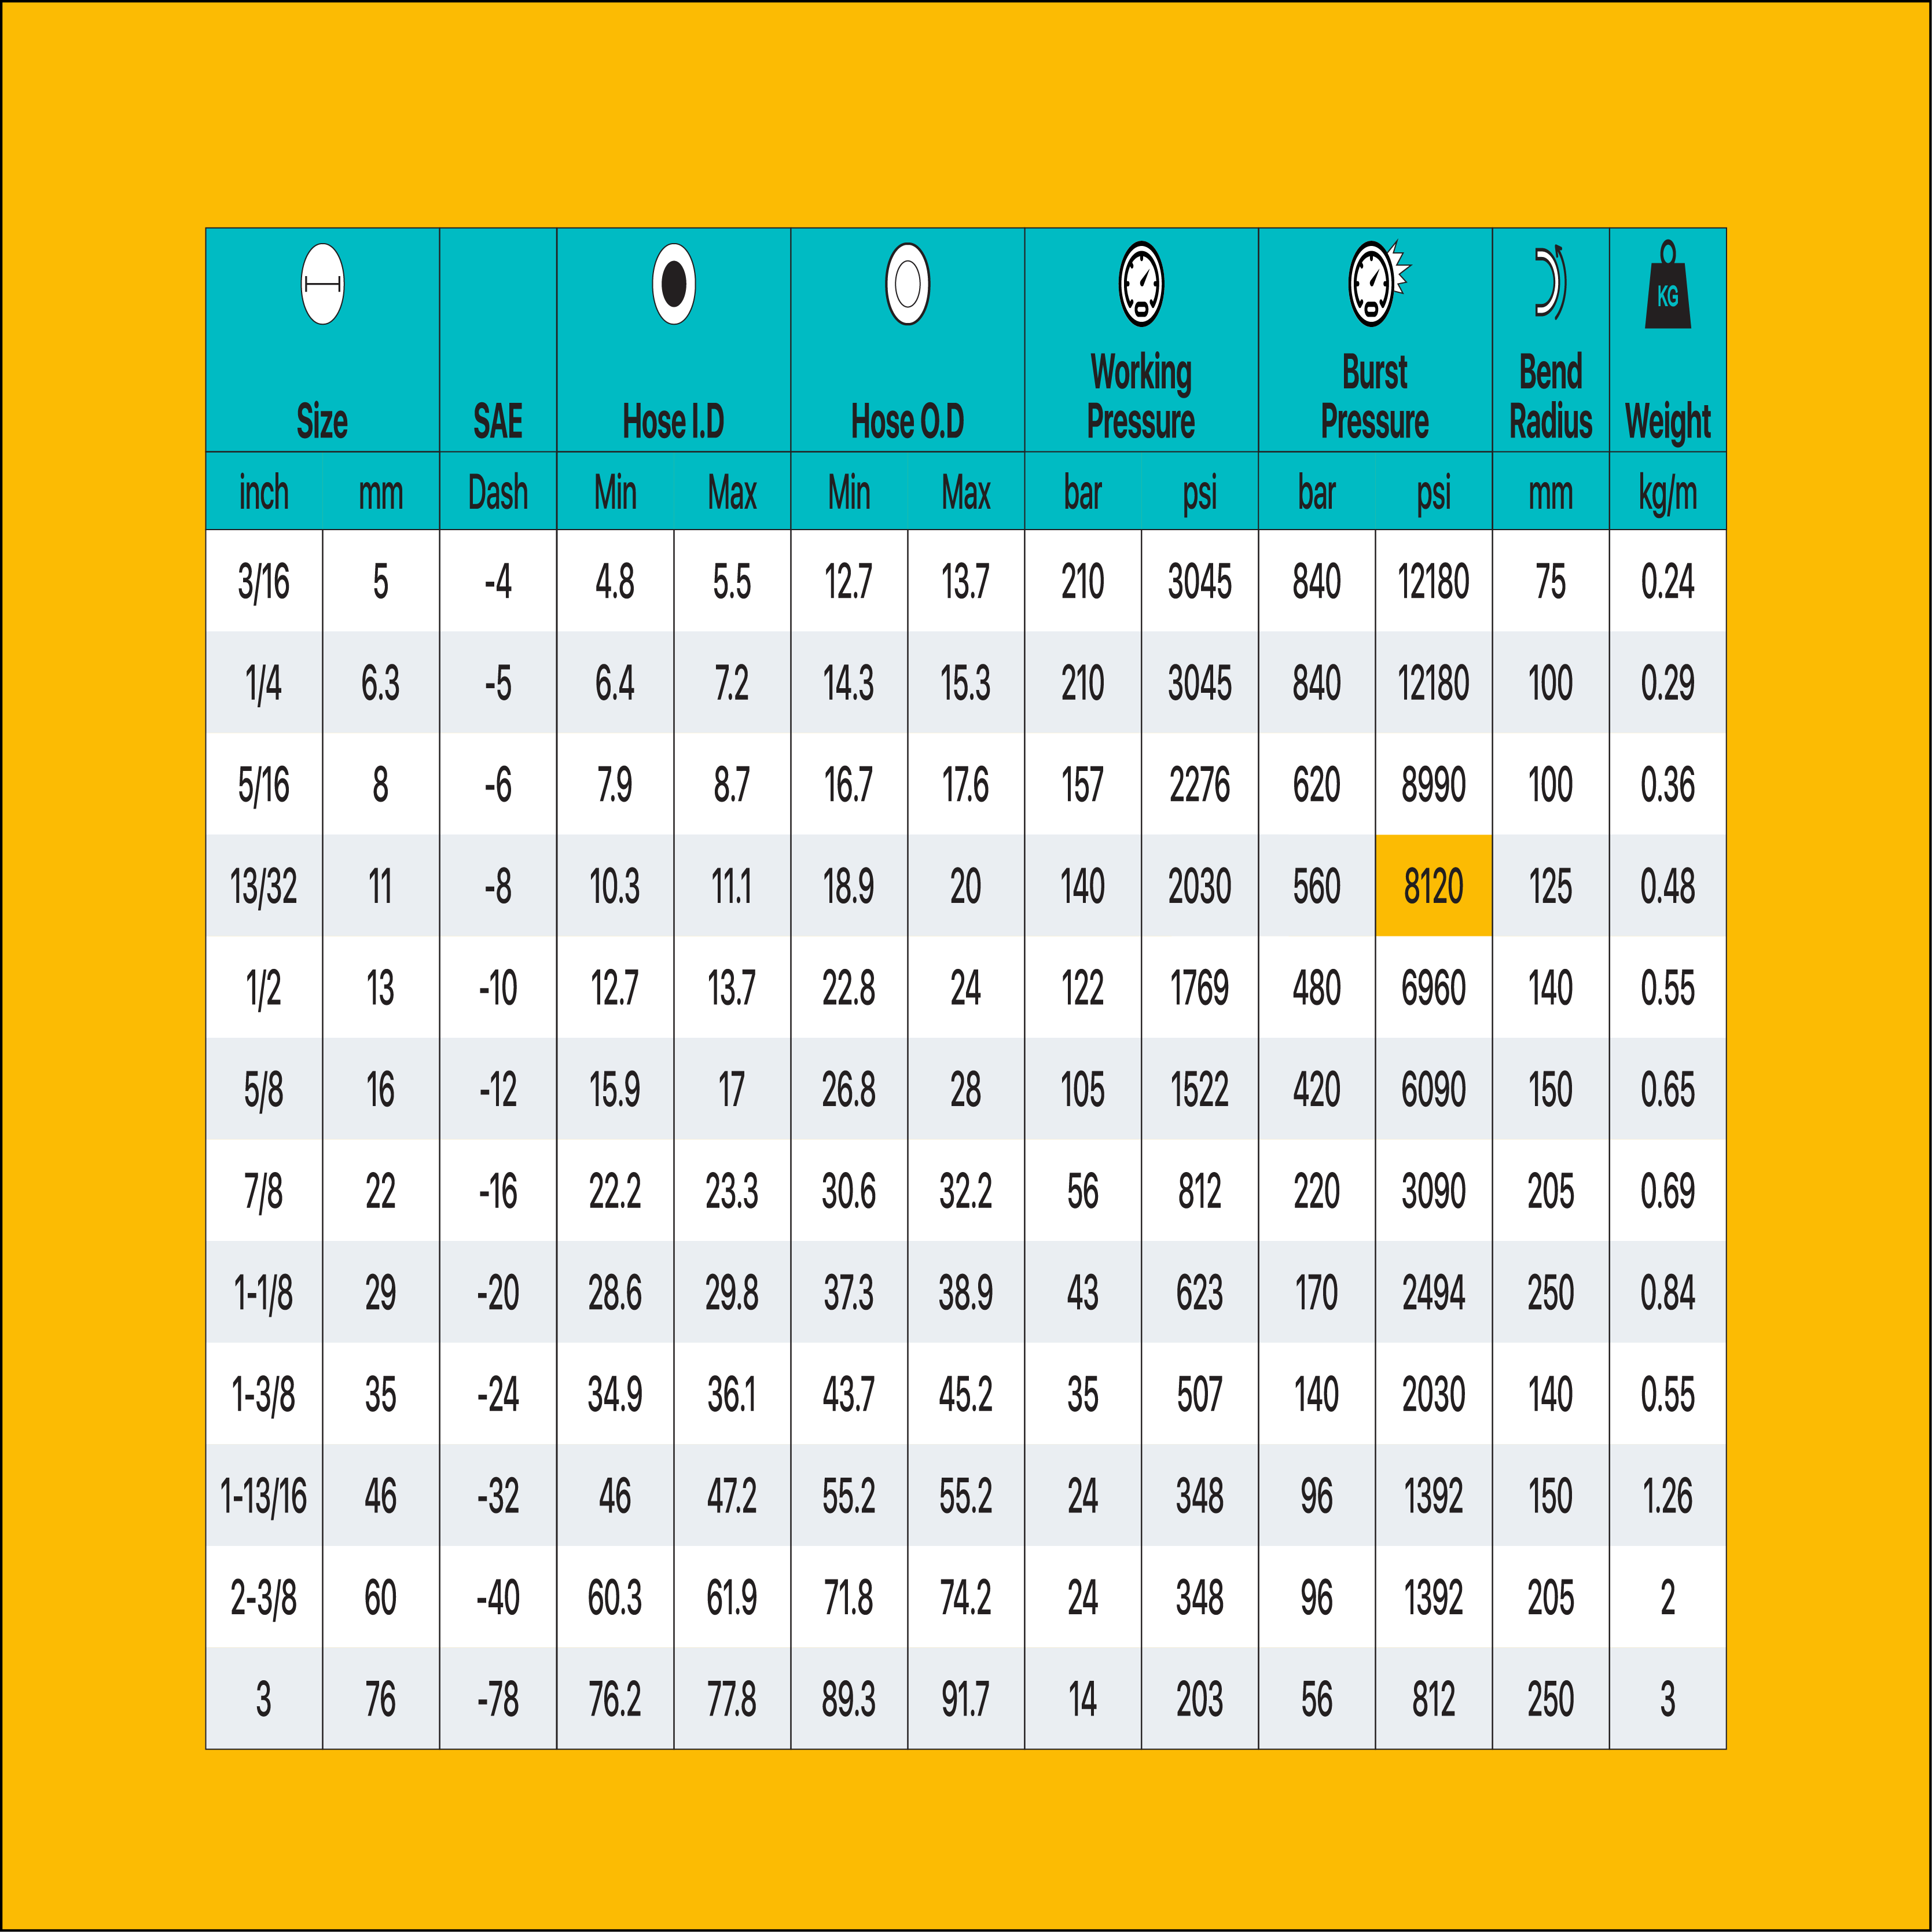 KG
Size SAE Hose I.D Hose O.D Working Pressure Burst Pressure Bend Radius Weight
inch mm Dash Min Max Min Max bar psi bar psi mm kg/m
3/16 5 -4 4.8 5.5 12.7 13.7 210 3045 840 12180 75 0.24
1/4 6.3 -5 6.4 7.2 14.3 15.3 210 3045 840 12180 100 0.29
5/16 8 -6 7.9 8.7 16.7 17.6 157 2276 620 8990 100 0.36
13/32 11 -8 10.3 11.1 18.9 20 140 2030 560 8120 125 0.48
1/2 13 -10 12.7 13.7 22.8 24 122 1769 480 6960 140 0.55
5/8 16 -12 15.9 17 26.8 28 105 1522 420 6090 150 0.65
7/8 22 -16 22.2 23.3 30.6 32.2 56 812 220 3090 205 0.69
1-1/8 29 -20 28.6 29.8 37.3 38.9 43 623 170 2494 250 0.84
1-3/8 35 -24 34.9 36.1 43.7 45.2 35 507 140 2030 140 0.55
1-13/16 46 -32 46 47.2 55.2 55.2 24 348 96 1392 150 1.26
2-3/8 60 -40 60.3 61.9 71.8 74.2 24 348 96 1392 205 2
3 76 -78 76.2 77.8 89.3 91.7 14 203 56 812 250 3